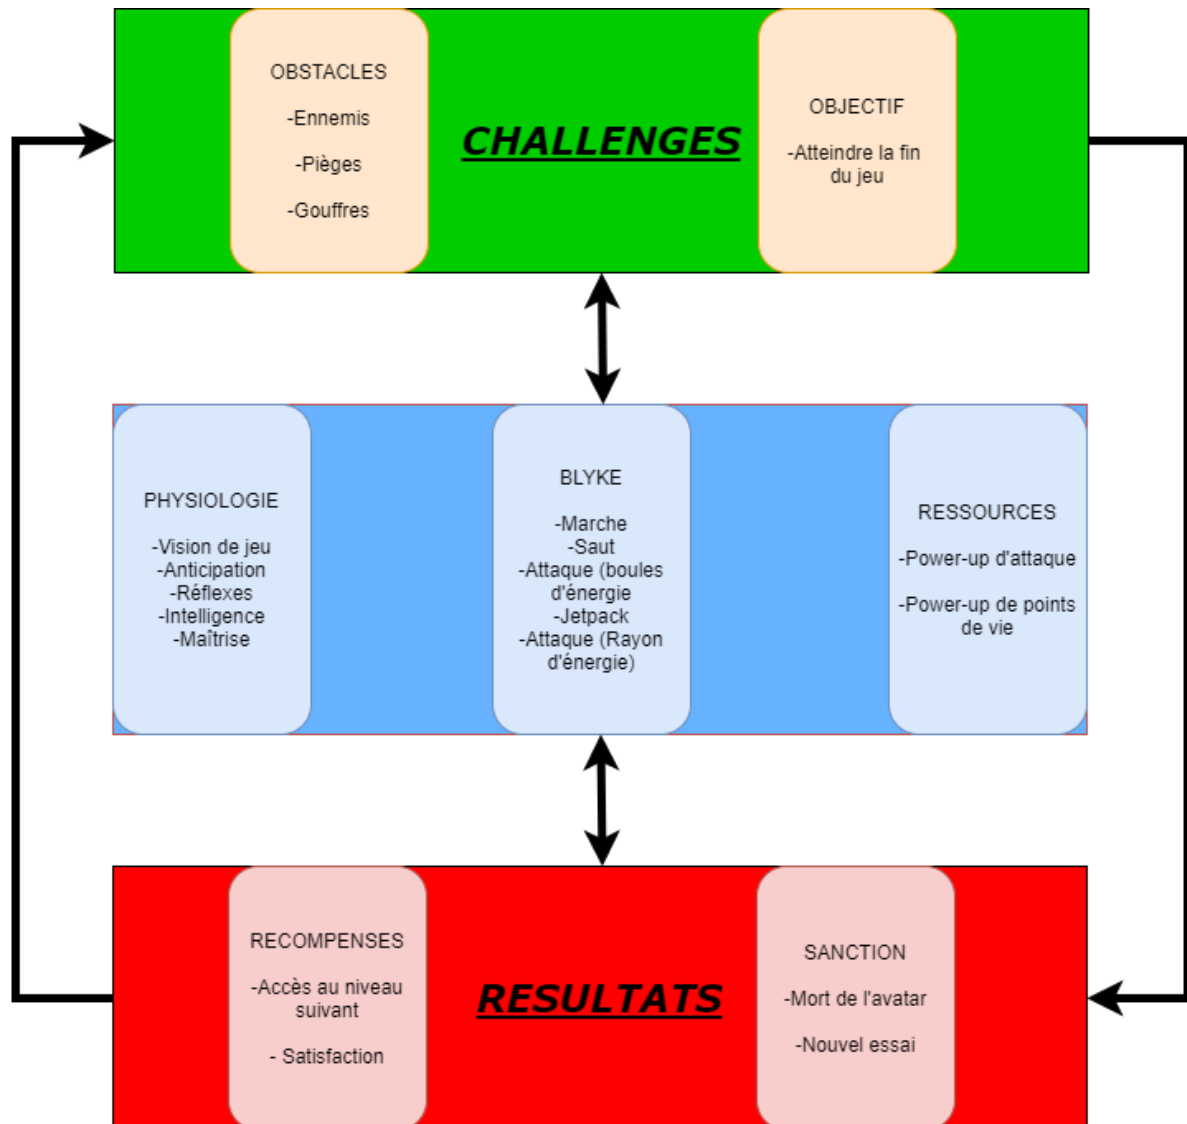 OBSTACLES
-Ennemis
-Pièges
-Gouffres
CHALLENGES
OBJECTIF
-Atteindre la fin
du jeu
PHYSIOLOGIE
-Vision de jeu
-Anticipation
-Réflexes
-Intelligence
-Maîtrise
BLYKE
-Marche
-Saut
-Attaque (boules
d'énergie
-Jetpack
-Attaque (Rayon
d'énergie)
RESSOURCES
-Power-up d'attaque
-Power-up de points
de vie
RECOMPENSES
-Accès au niveau
suivant
- Satisfaction
RESULTATS
SANCTION
-Mort de l'avatar
-Nouvel essai